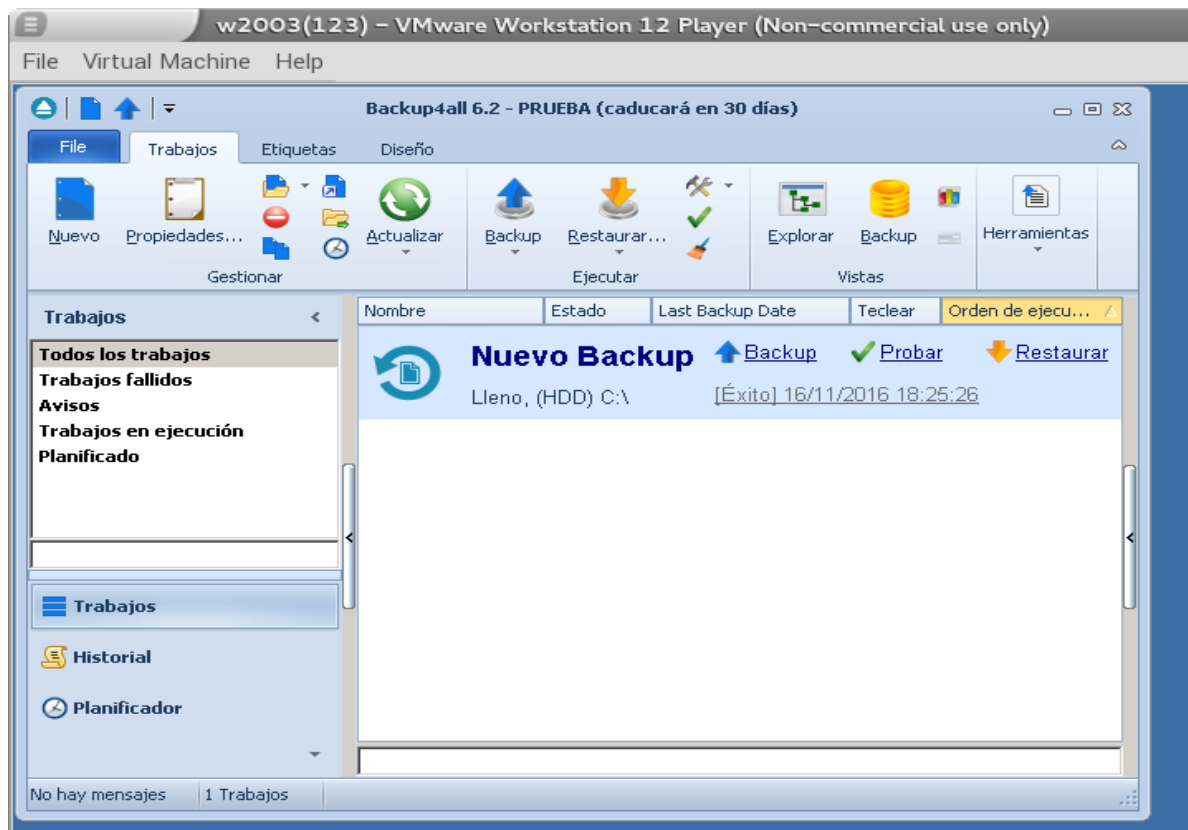 w2003(123) – VMware Workstation 12 Player (Non-commercial use only)
File Virtual Machine Help
Backup4all 6.2 - PRUEBA (caducará en 30 días)
File Trabajos Etiquetas Diseño
Nuevo Propiedades... Actualizar Backup Restaurar... Explorar Backup Herramientas
Gestionar Ejecutar Vistas
Trabajos
Todos los trabajos
Trabajos fallidos
Avisos
Trabajos en ejecución
Planificado
Trabajos
Historial
Planificador
Nombre Estado Last Backup Date Teclear Orden de ejecu...
Nuevo Backup Backup Probar Restaurar
Lleno, (HDD) C:\ [Éxito] 16/11/2016 18:25:26
No hay mensajes 1 Trabajos